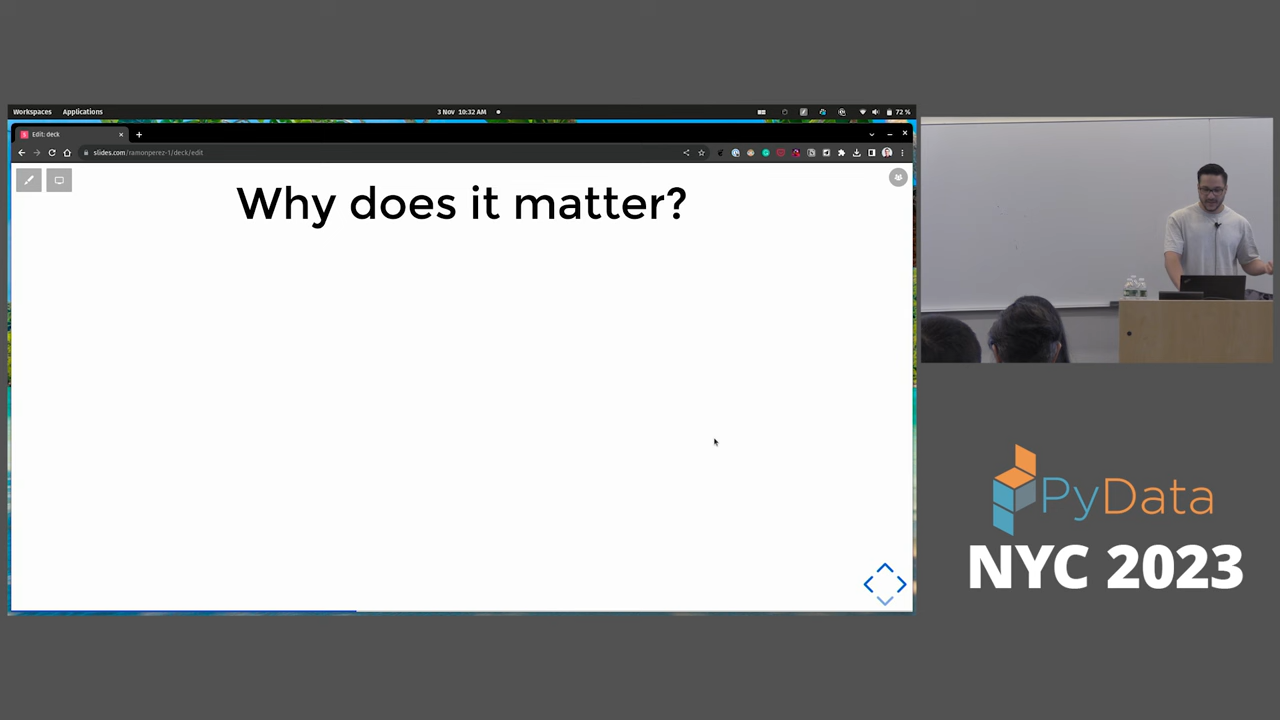 Workspaces Applications 3 Nov 10:32 AM 72 %
Edit: deck
slides.com/ramonperez-1/deck/edit
Why does it matter?
PyData
NYC 2023